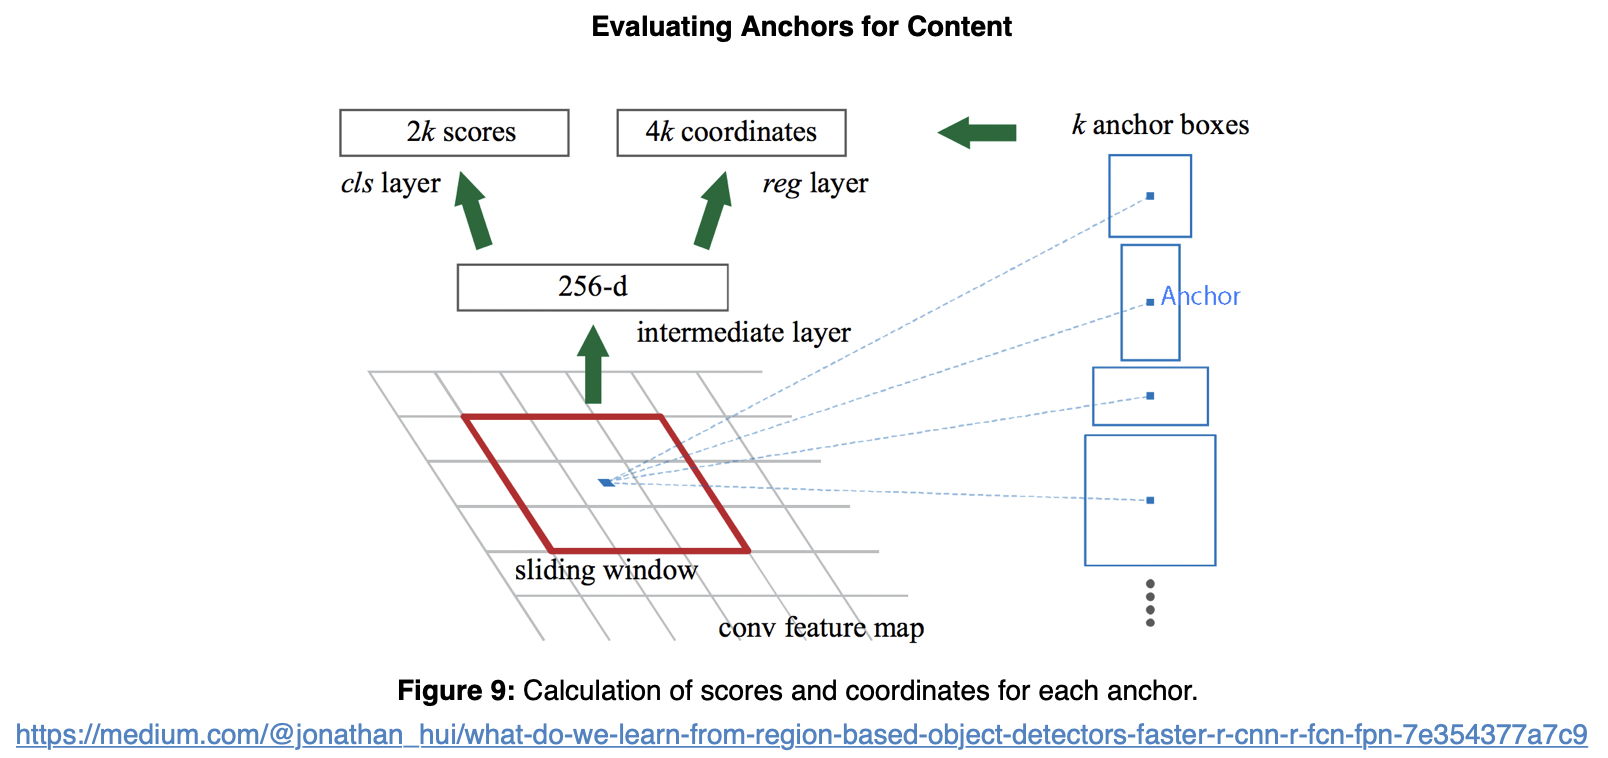 Evaluating Anchors for Content
2k scores
4k coordinates
k anchor boxes
cls layer
reg layer
256-d
Anchor
intermediate layer
sliding window
conv feature map
Figure 9: Calculation of scores and coordinates for each anchor.
https://medium.com/@jonathan_hui/what-do-we-learn-from-region-based-object-detectors-faster-r-cnn-r-fcn-fpn-7e354377a7c9